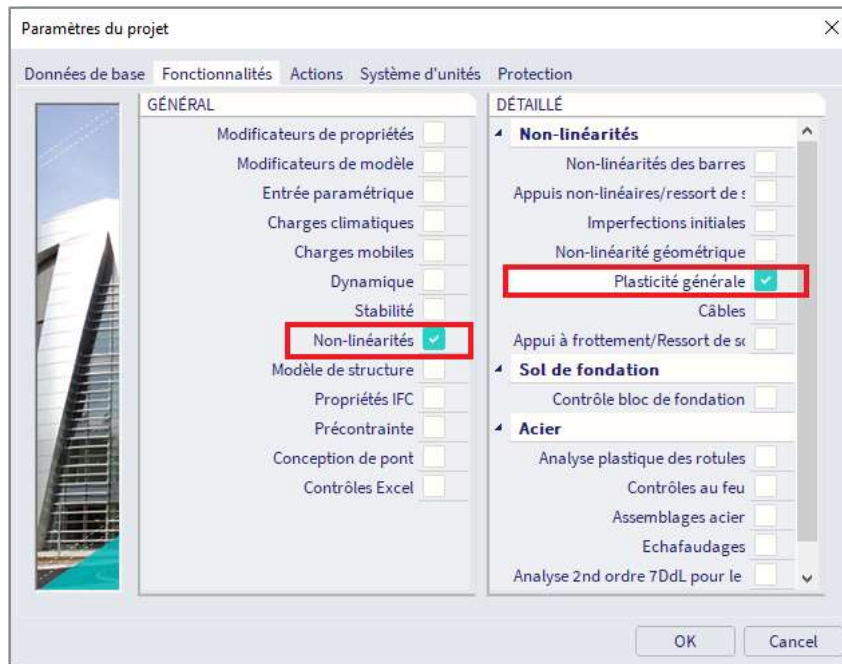 Paramètres du projet
Données de base Fonctionnalités Actions Système d'unités Protection
GÉNÉRAL
Modificateurs de propriétés
Modificateurs de modèle
Entrée paramétrique
Charges climatiques
Charges mobiles
Dynamique
Stabilité
Non-linéarités
Modèle de structure
Propriétés IFC
Précontrainte
Conception de pont
Contrôles Excel
DÉTAILLÉ
Non-linéarités
Non-linéarités des barres
Appuis non-linéaires/ressort de s
Imperfections initiales
Non-linéarité géométrique
Plasticité générale
Câbles
Appui à frottement/Ressort de so
Sol de fondation
Contrôle bloc de fondation
Acier
Analyse plastique des rotules
Contrôles au feu
Assemblages acier
Echafaudages
Analyse 2nd ordre 7DdL pour le
OK Cancel